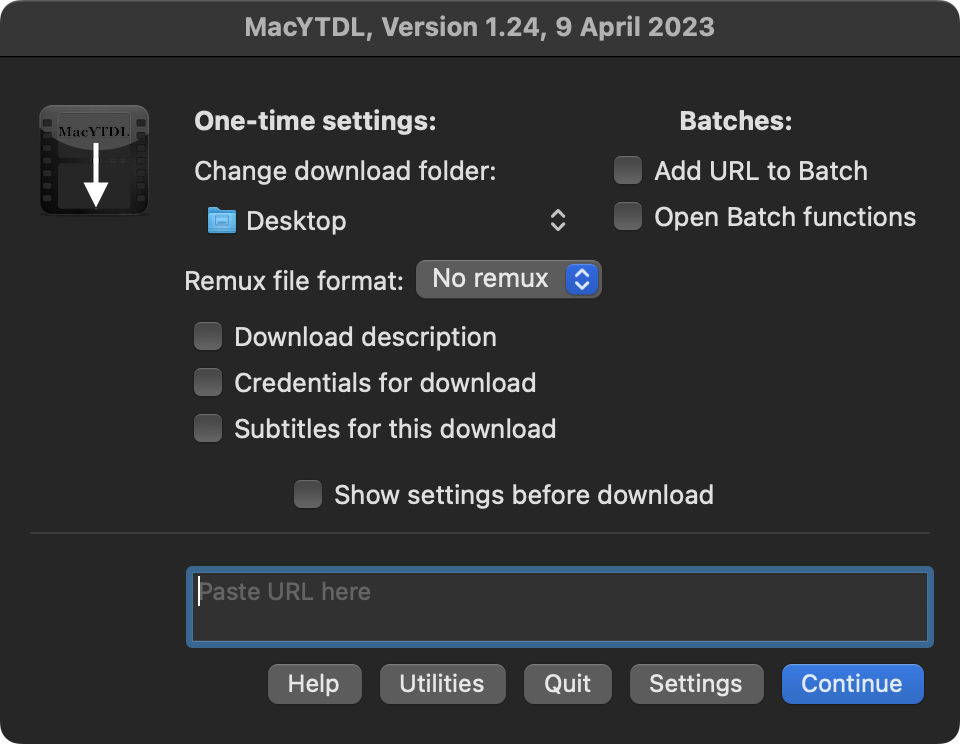 MacYTDL, Version 1.24, 9 April 2023
MacYTDL
One-time settings:
Batches:
Change download folder:
Add URL to Batch
Desktop
Open Batch functions
Remux file format: No remux
Download description
Credentials for download
Subtitles for this download
Show settings before download
Paste URL here
Help Utilities Quit Settings Continue